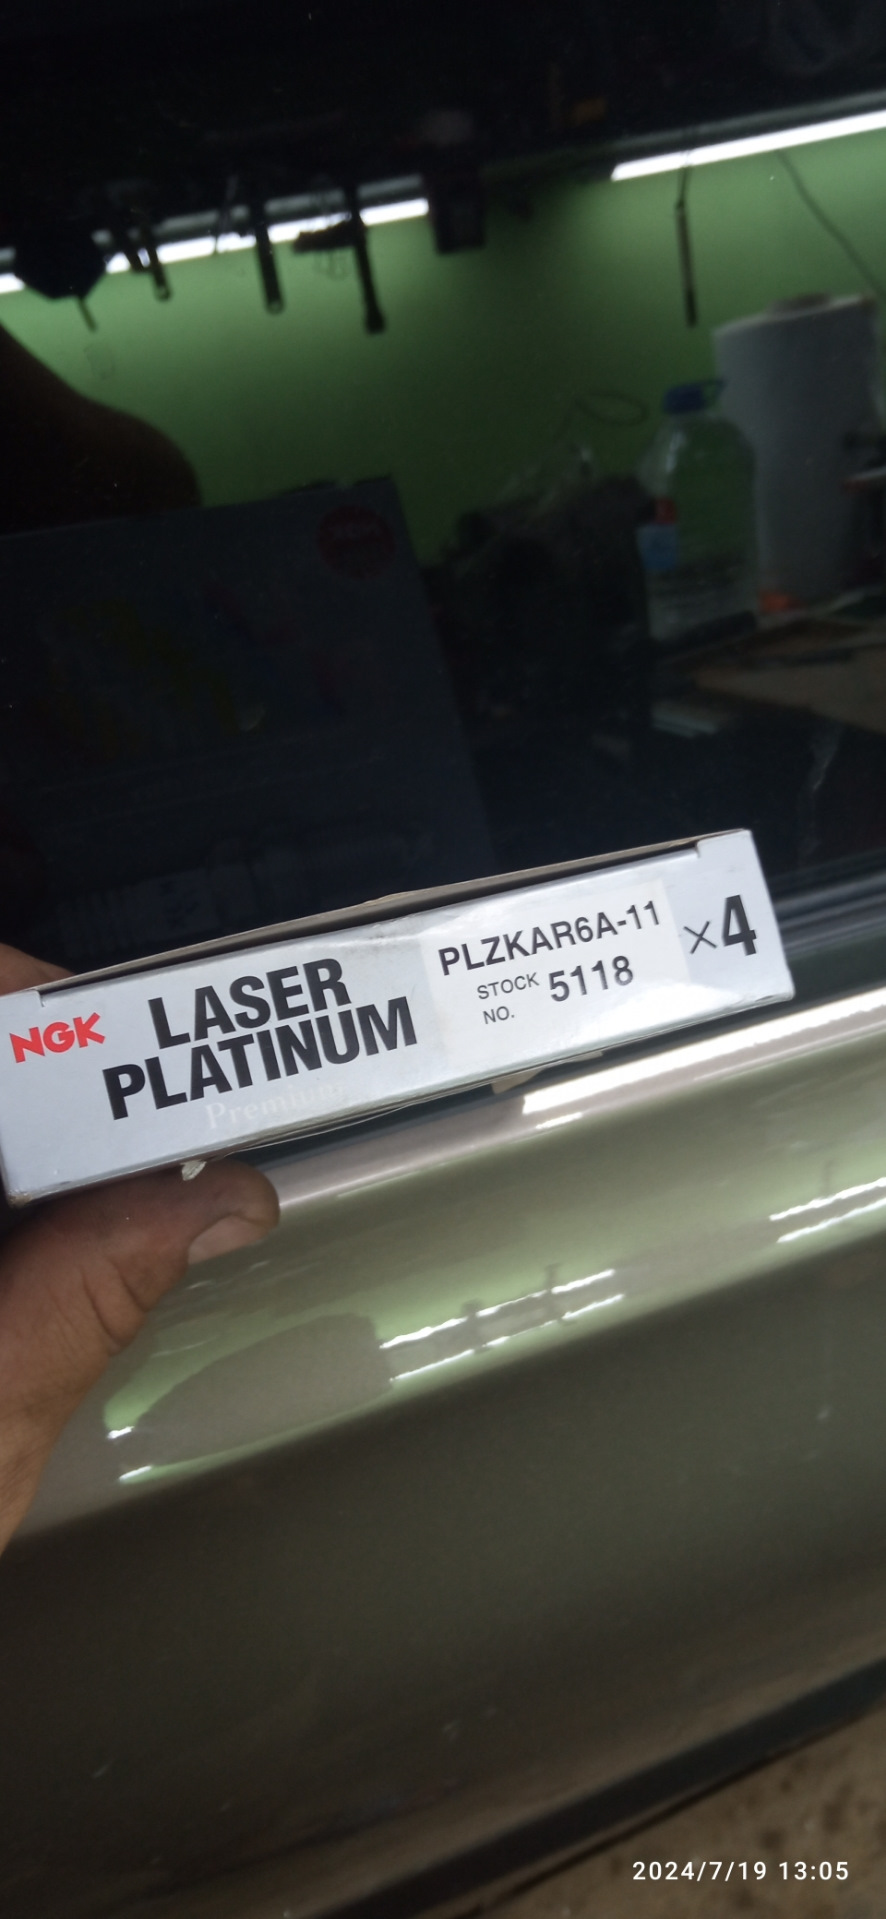 NGK
LASER
PLATINUM
Premium
PLZKAR6A-11
STOCK
NO.
5118
×4
2024/7/19 13:05